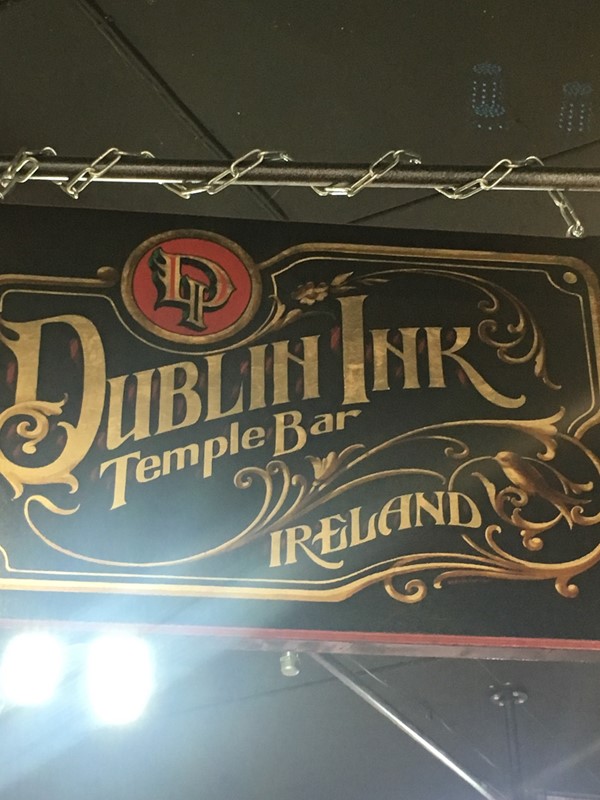 DI
DUBLIN INK
Temple Bar
IRELAND